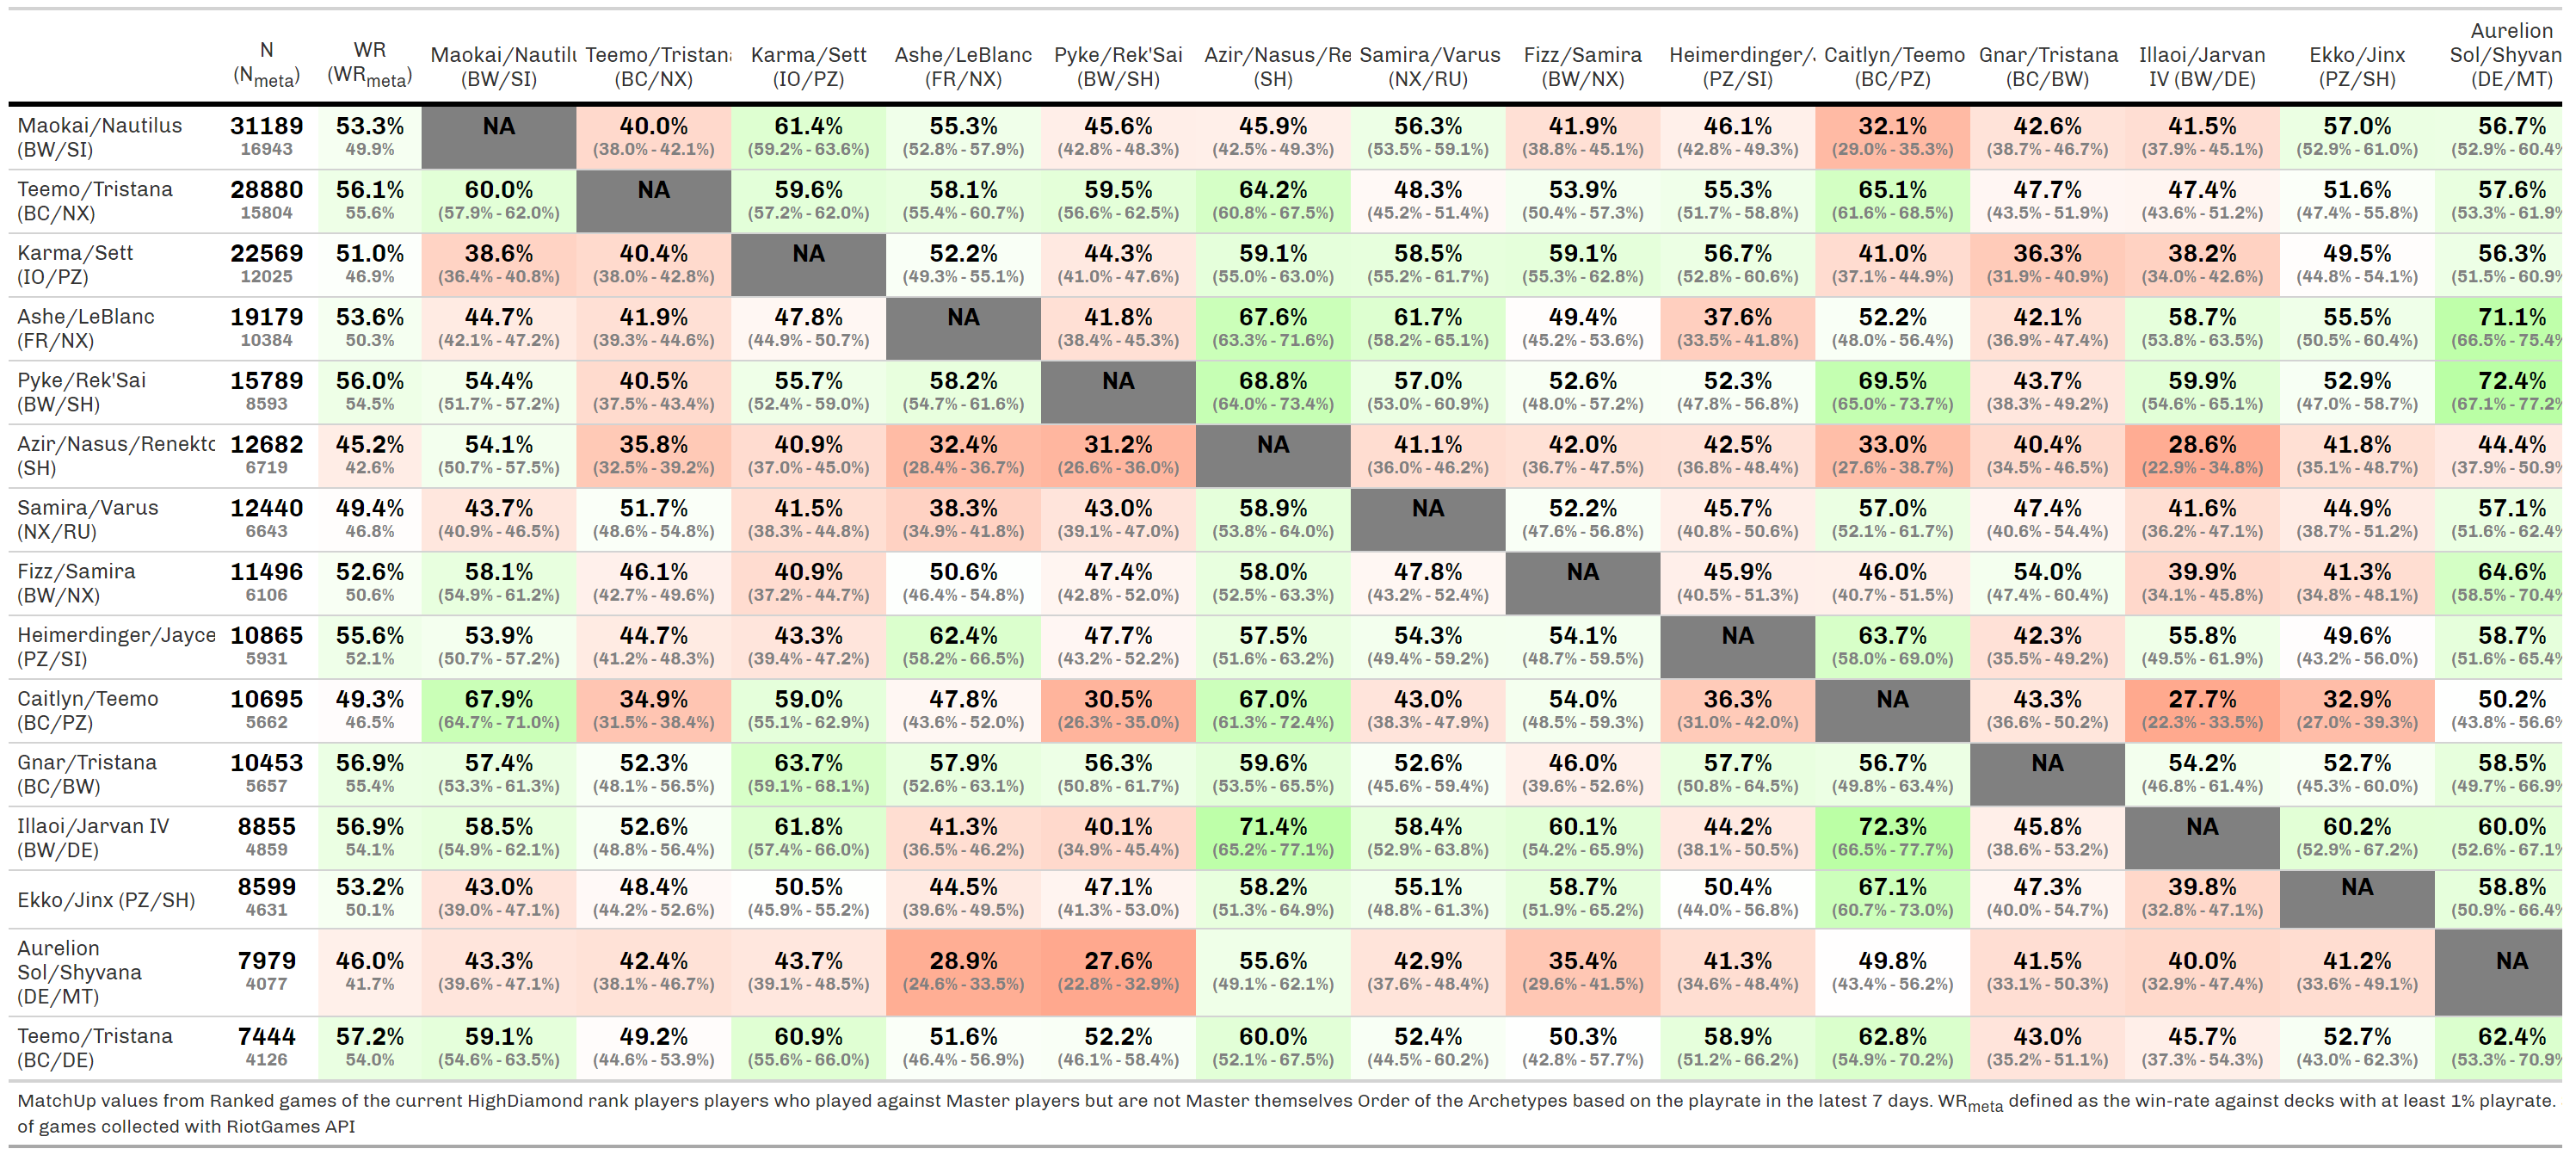 Aurelion
N WR Maokai/Nautilu Teemo/Tristana Karma/Sett Ashe/LeBlanc Pyke/Rek'Sai Azir/Nasus/Re Samira/Varus Fizz/Samira Heimerdinger/ Caitlyn/Teemo Gnar/Tristana Illaoi/Jarvan Ekko/Jinx Sol/Shyvan
(Nmeta) (WRmeta) (BW/SI) (BC/NX) (IO/PZ) (FR/NX) (BW/SH) (SH) (NX/RU) (BW/NX) (PZ/SI) (BC/PZ) (BC/BW) IV (BW/DE) (PZ/SH) (DE/MT)
Maokai/Nautilus 31189 53.3% NA 40.0% 61.4% 55.3% 45.6% 45.9% 56.3% 41.9% 46.1% 32.1% 42.6% 41.5% 57.0% 56.7%
(BW/SI) 16943 49.9% (38.0% - 42.1%) (59.2% - 63.6%) (52.8% - 57.9%) (42.8% - 48.3%) (42.5% - 49.3%) (53.5% - 59.1%) (38.8% - 45.1%) (42.8% - 49.3%) (29.0% - 35.3%) (38.7% - 46.7%) (37.9% - 45.1%) (52.9% - 61.0%) (52.9% - 60.4%
Teemo/Tristana 28880 56.1% 60.0% NA 59.6% 58.1% 59.5% 64.2% 48.3% 53.9% 55.3% 65.1% 47.7% 47.4% 51.6% 57.6%
(BC/NX) 15804 55.6% (57.9% - 62.0%) (57.2% - 62.0%) (55.4% - 60.7%) (56.6% - 62.5%) (60.8% - 67.5%) (45.2% - 51.4%) (50.4% - 57.3%) (51.7% - 58.8%) (61.6% - 68.5%) (43.5% - 51.9%) (43.6% - 51.2%) (47.4% - 55.8%) (53.3% - 61.9%
Karma/Sett 22569 51.0% 38.6% 40.4% NA 52.2% 44.3% 59.1% 58.5% 59.1% 56.7% 41.0% 36.3% 38.2% 49.5% 56.3%
(IO/PZ) 12025 46.9% (36.4% - 40.8%) (38.0% - 42.8%) (49.3% - 55.1%) (41.0% - 47.6%) (55.0% - 63.0%) (55.2% - 61.7%) (55.3% - 62.8%) (52.8% - 60.6%) (37.1% - 44.9%) (31.9% - 40.9%) (34.0% - 42.6%) (44.8% - 54.1%) (51.5% - 60.9%
Ashe/LeBlanc 19179 53.6% 44.7% 41.9% 47.8% NA 41.8% 67.6% 61.7% 49.4% 37.6% 52.2% 42.1% 58.7% 55.5% 71.1%
(FR/NX) 10384 50.3% (42.1% - 47.2%) (39.3% - 44.6%) (44.9% - 50.7%) (38.4% - 45.3%) (63.3% - 71.6%) (58.2% - 65.1%) (45.2% - 53.6%) (33.5% - 41.8%) (48.0% - 56.4%) (36.9% - 47.4%) (53.8% - 63.5%) (50.5% - 60.4%) (66.5% - 75.4%
Pyke/Rek'Sai 15789 56.0% 54.4% 40.5% 55.7% 58.2% NA 68.8% 57.0% 52.6% 52.3% 69.5% 43.7% 59.9% 52.9% 72.4%
(BW/SH) 8593 54.5% (51.7% - 57.2%) (37.5% - 43.4%) (52.4% - 59.0%) (54.7% - 61.6%) (64.0% - 73.4%) (53.0% - 60.9%) (48.0% - 57.2%) (47.8% - 56.8%) (65.0% - 73.7%) (38.3% - 49.2%) (54.6% - 65.1%) (47.0% - 58.7%) (67.1% - 77.2%
Azir/Nasus/Renekto 12682 45.2% 54.1% 35.8% 40.9% 32.4% 31.2% NA 41.1% 42.0% 42.5% 33.0% 40.4% 28.6% 41.8% 44.4%
(SH) 6719 42.6% (50.7% - 57.5%) (32.5% - 39.2%) (37.0% - 45.0%) (28.4% - 36.7%) (26.6% - 36.0%) (36.0% - 46.2%) (36.7% - 47.5%) (36.8% - 48.4%) (27.6% - 38.7%) (34.5% - 46.5%) (22.9% - 34.8%) (35.1% - 48.7%) (37.9% - 50.9%
Samira/Varus 12440 49.4% 43.7% 51.7% 41.5% 38.3% 43.0% 58.9% NA 52.2% 45.7% 57.0% 47.4% 41.6% 44.9% 57.1%
(NX/RU) 6643 46.8% (40.9% - 46.5%) (48.6% - 54.8%) (38.3% - 44.8%) (34.9% - 41.8%) (39.1% - 47.0%) (53.8% - 64.0%) (47.6% - 56.8%) (40.8% - 50.6%) (52.1% - 61.7%) (40.6% - 54.4%) (36.2% - 47.1%) (38.7% - 51.2%) (51.6% - 62.4%
Fizz/Samira 11496 52.6% 58.1% 46.1% 40.9% 50.6% 47.4% 58.0% 47.8% NA 45.9% 46.0% 54.0% 39.9% 41.3% 64.6%
(BW/NX) 6106 50.6% (54.9% - 61.2%) (42.7% - 49.6%) (37.2% - 44.7%) (46.4% - 54.8%) (42.8% - 52.0%) (52.5% - 63.3%) (43.2% - 52.4%) (40.5% - 51.3%) (40.7% - 51.5%) (47.4% - 60.4%) (34.1% - 45.8%) (34.8% - 48.1%) (58.5% - 70.4%
Heimerdinger/Jayce 10865 55.6% 53.9% 44.7% 43.3% 62.4% 47.7% 57.5% 54.3% 54.1% NA 63.7% 42.3% 55.8% 49.6% 58.7%
(PZ/SI) 5931 52.1% (50.7% - 57.2%) (41.2% - 48.3%) (39.4% - 47.2%) (58.2% - 66.5%) (43.2% - 52.2%) (51.6% - 63.2%) (49.4% - 59.2%) (48.7% - 59.5%) (58.0% - 69.0%) (35.5% - 49.2%) (49.5% - 61.9%) (43.2% - 56.0%) (51.6% - 65.4%
Caitlyn/Teemo 10695 49.3% 67.9% 34.9% 59.0% 47.8% 30.5% 67.0% 43.0% 54.0% 36.3% NA 43.3% 27.7% 32.9% 50.2%
(BC/PZ) 5662 46.5% (64.7% - 71.0%) (31.5% - 38.4%) (55.1% - 62.9%) (43.6% - 52.0%) (26.3% - 35.0%) (61.3% - 72.4%) (38.3% - 47.9%) (48.5% - 59.3%) (31.0% - 42.0%) (36.6% - 50.2%) (22.3% - 33.5%) (27.0% - 39.3%) (43.8% - 56.6%
Gnar/Tristana 10453 56.9% 57.4% 52.3% 63.7% 57.9% 56.3% 59.6% 52.6% 46.0% 57.7% 56.7% NA 54.2% 52.7% 58.5%
(BC/BW) 5657 55.4% (53.3% - 61.3%) (48.1% - 56.5%) (59.1% - 68.1%) (52.6% - 63.1%) (50.8% - 61.7%) (53.5% - 65.5%) (45.6% - 59.4%) (39.6% - 52.6%) (50.8% - 64.5%) (49.8% - 63.4%) (46.8% - 61.4%) (45.3% - 60.0%) (49.7% - 66.9%
Illaoi/Jarvan IV 8855 56.9% 58.5% 52.6% 61.8% 41.3% 40.1% 71.4% 58.4% 60.1% 44.2% 72.3% 45.8% NA 60.2% 60.0%
(BW/DE) 4859 54.1% (54.9% - 62.1%) (48.8% - 56.4%) (57.4% - 66.0%) (36.5% - 46.2%) (34.9% - 45.4%) (65.2% - 77.1%) (52.9% - 63.8%) (54.2% - 65.9%) (38.1% - 50.5%) (66.5% - 77.7%) (38.6% - 53.2%) (52.9% - 67.2%) (52.6% - 67.1%
Ekko/Jinx (PZ/SH) 8599 53.2% 43.0% 48.4% 50.5% 44.5% 47.1% 58.2% 55.1% 58.7% 50.4% 67.1% 47.3% 39.8% NA 58.8%
4631 50.1% (39.0% - 47.1%) (44.2% - 52.6%) (45.9% - 55.2%) (39.6% - 49.5%) (41.3% - 53.0%) (51.3% - 64.9%) (48.8% - 61.3%) (51.9% - 65.2%) (44.0% - 56.8%) (60.7% - 73.0%) (40.0% - 54.7%) (32.8% - 47.1%) (50.9% - 66.4%
Aurelion
Sol/Shyvana 7979 46.0% 43.3% 42.4% 43.7% 28.9% 27.6% 55.6% 42.9% 35.4% 41.3% 49.8% 41.5% 40.0% 41.2% NA
(DE/MT) 4077 41.7% (39.6% - 47.1%) (38.1% - 46.7%) (39.1% - 48.5%) (24.6% - 33.5%) (22.8% - 32.9%) (49.1% - 62.1%) (37.6% - 48.4%) (29.6% - 41.5%) (34.6% - 48.4%) (43.4% - 56.2%) (33.1% - 50.3%) (32.9% - 47.4%) (33.6% - 49.1%)
Teemo/Tristana 7444 57.2% 59.1% 49.2% 60.9% 51.6% 52.2% 60.0% 52.4% 50.3% 58.9% 62.8% 43.0% 45.7% 52.7% 62.4%
(BC/DE) 4126 54.0% (54.6% - 63.5%) (44.6% - 53.9%) (55.6% - 66.0%) (46.4% - 56.9%) (46.1% - 58.4%) (52.1% - 67.5%) (44.5% - 60.2%) (42.8% - 57.7%) (51.2% - 66.2%) (54.9% - 70.2%) (35.2% - 51.1%) (37.3% - 54.3%) (43.0% - 62.3%) (53.3% - 70.9%
MatchUp values from Ranked games of the current HighDiamond rank players players who played against Master players but are not Master themselves Order of the Archetypes based on the playrate in the latest 7 days. WRmeta defined as the win-rate against decks with at least 1% playrate.
of games collected with RiotGames API